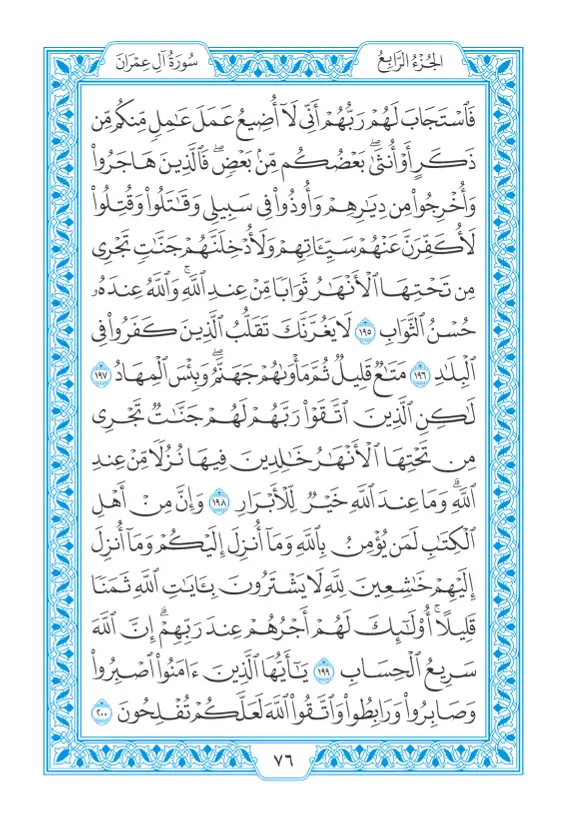 الجُزْءُ الرَّابِعُ
سُورَةُ آلِ عِمْرَانَ
فَٱسْتَجَابَ لَهُمْ رَبُّهُمْ أَنِّي لَآ أُضِيعُ عَمَلَ عَٰمِلٍ مِّنكُم مِّن
ذَكَرٍ أَوْ أُنثَىٰۖ بَعْضُكُم مِّنۢ بَعْضٍۖ فَٱلَّذِينَ هَاجَرُوا۟
وَأُخْرِجُوا۟ مِن دِيَٰرِهِمْ وَأُوذُوا۟ فِي سَبِيلِي وَقَٰتَلُوا۟ وَقُتِلُوا۟
لَأُكَفِّرَنَّ عَنْهُمْ سَيِّـَٔاتِهِمْ وَلَأُدْخِلَنَّهُمْ جَنَّٰتٍ تَجْرِي
مِن تَحْتِهَا ٱلْأَنْهَٰرُ ثَوَابًا مِّنْ عِندِ ٱللَّهِۚ وَٱللَّهُ عِندَهُۥ
حُسْنُ ٱلثَّوَابِ ١٩٥ لَا يَغُرَّنَّكَ تَقَلُّبُ ٱلَّذِينَ كَفَرُوا۟ فِي
ٱلْبِلَٰدِ ١٩٦ مَتَٰعٌ قَلِيلٌ ثُمَّ مَأْوَىٰهُمْ جَهَنَّمُۖ وَبِئْسَ ٱلْمِهَادُ ١٩٧
لَٰكِنِ ٱلَّذِينَ ٱتَّقَوْا۟ رَبَّهُمْ لَهُمْ جَنَّٰتٌ تَجْرِي
مِن تَحْتِهَا ٱلْأَنْهَٰرُ خَٰلِدِينَ فِيهَا نُزُلًا مِّنْ عِندِ
ٱللَّهِۗ وَمَا عِندَ ٱللَّهِ خَيْرٌ لِّلْأَبْرَارِ ١٩٨ وَإِنَّ مِنْ أَهْلِ
ٱلْكِتَٰبِ لَمَن يُؤْمِنُ بِٱللَّهِ وَمَآ أُنزِلَ إِلَيْكُمْ وَمَآ أُنزِلَ
إِلَيْهِمْ خَٰشِعِينَ لِلَّهِ لَا يَشْتَرُونَ بِـَٔايَٰتِ ٱللَّهِ ثَمَنًا
قَلِيلًاۚ أُو۟لَٰٓئِكَ لَهُمْ أَجْرُهُمْ عِندَ رَبِّهِمْۗ إِنَّ ٱللَّهَ
سَرِيعُ ٱلْحِسَابِ ١٩٩ يَٰٓأَيُّهَا ٱلَّذِينَ ءَامَنُوا۟ ٱصْبِرُوا۟
وَصَابِرُوا۟ وَرَابِطُوا۟ وَٱتَّقُوا۟ ٱللَّهَ لَعَلَّكُمْ تُفْلِحُونَ ٢٠٠
٧٦